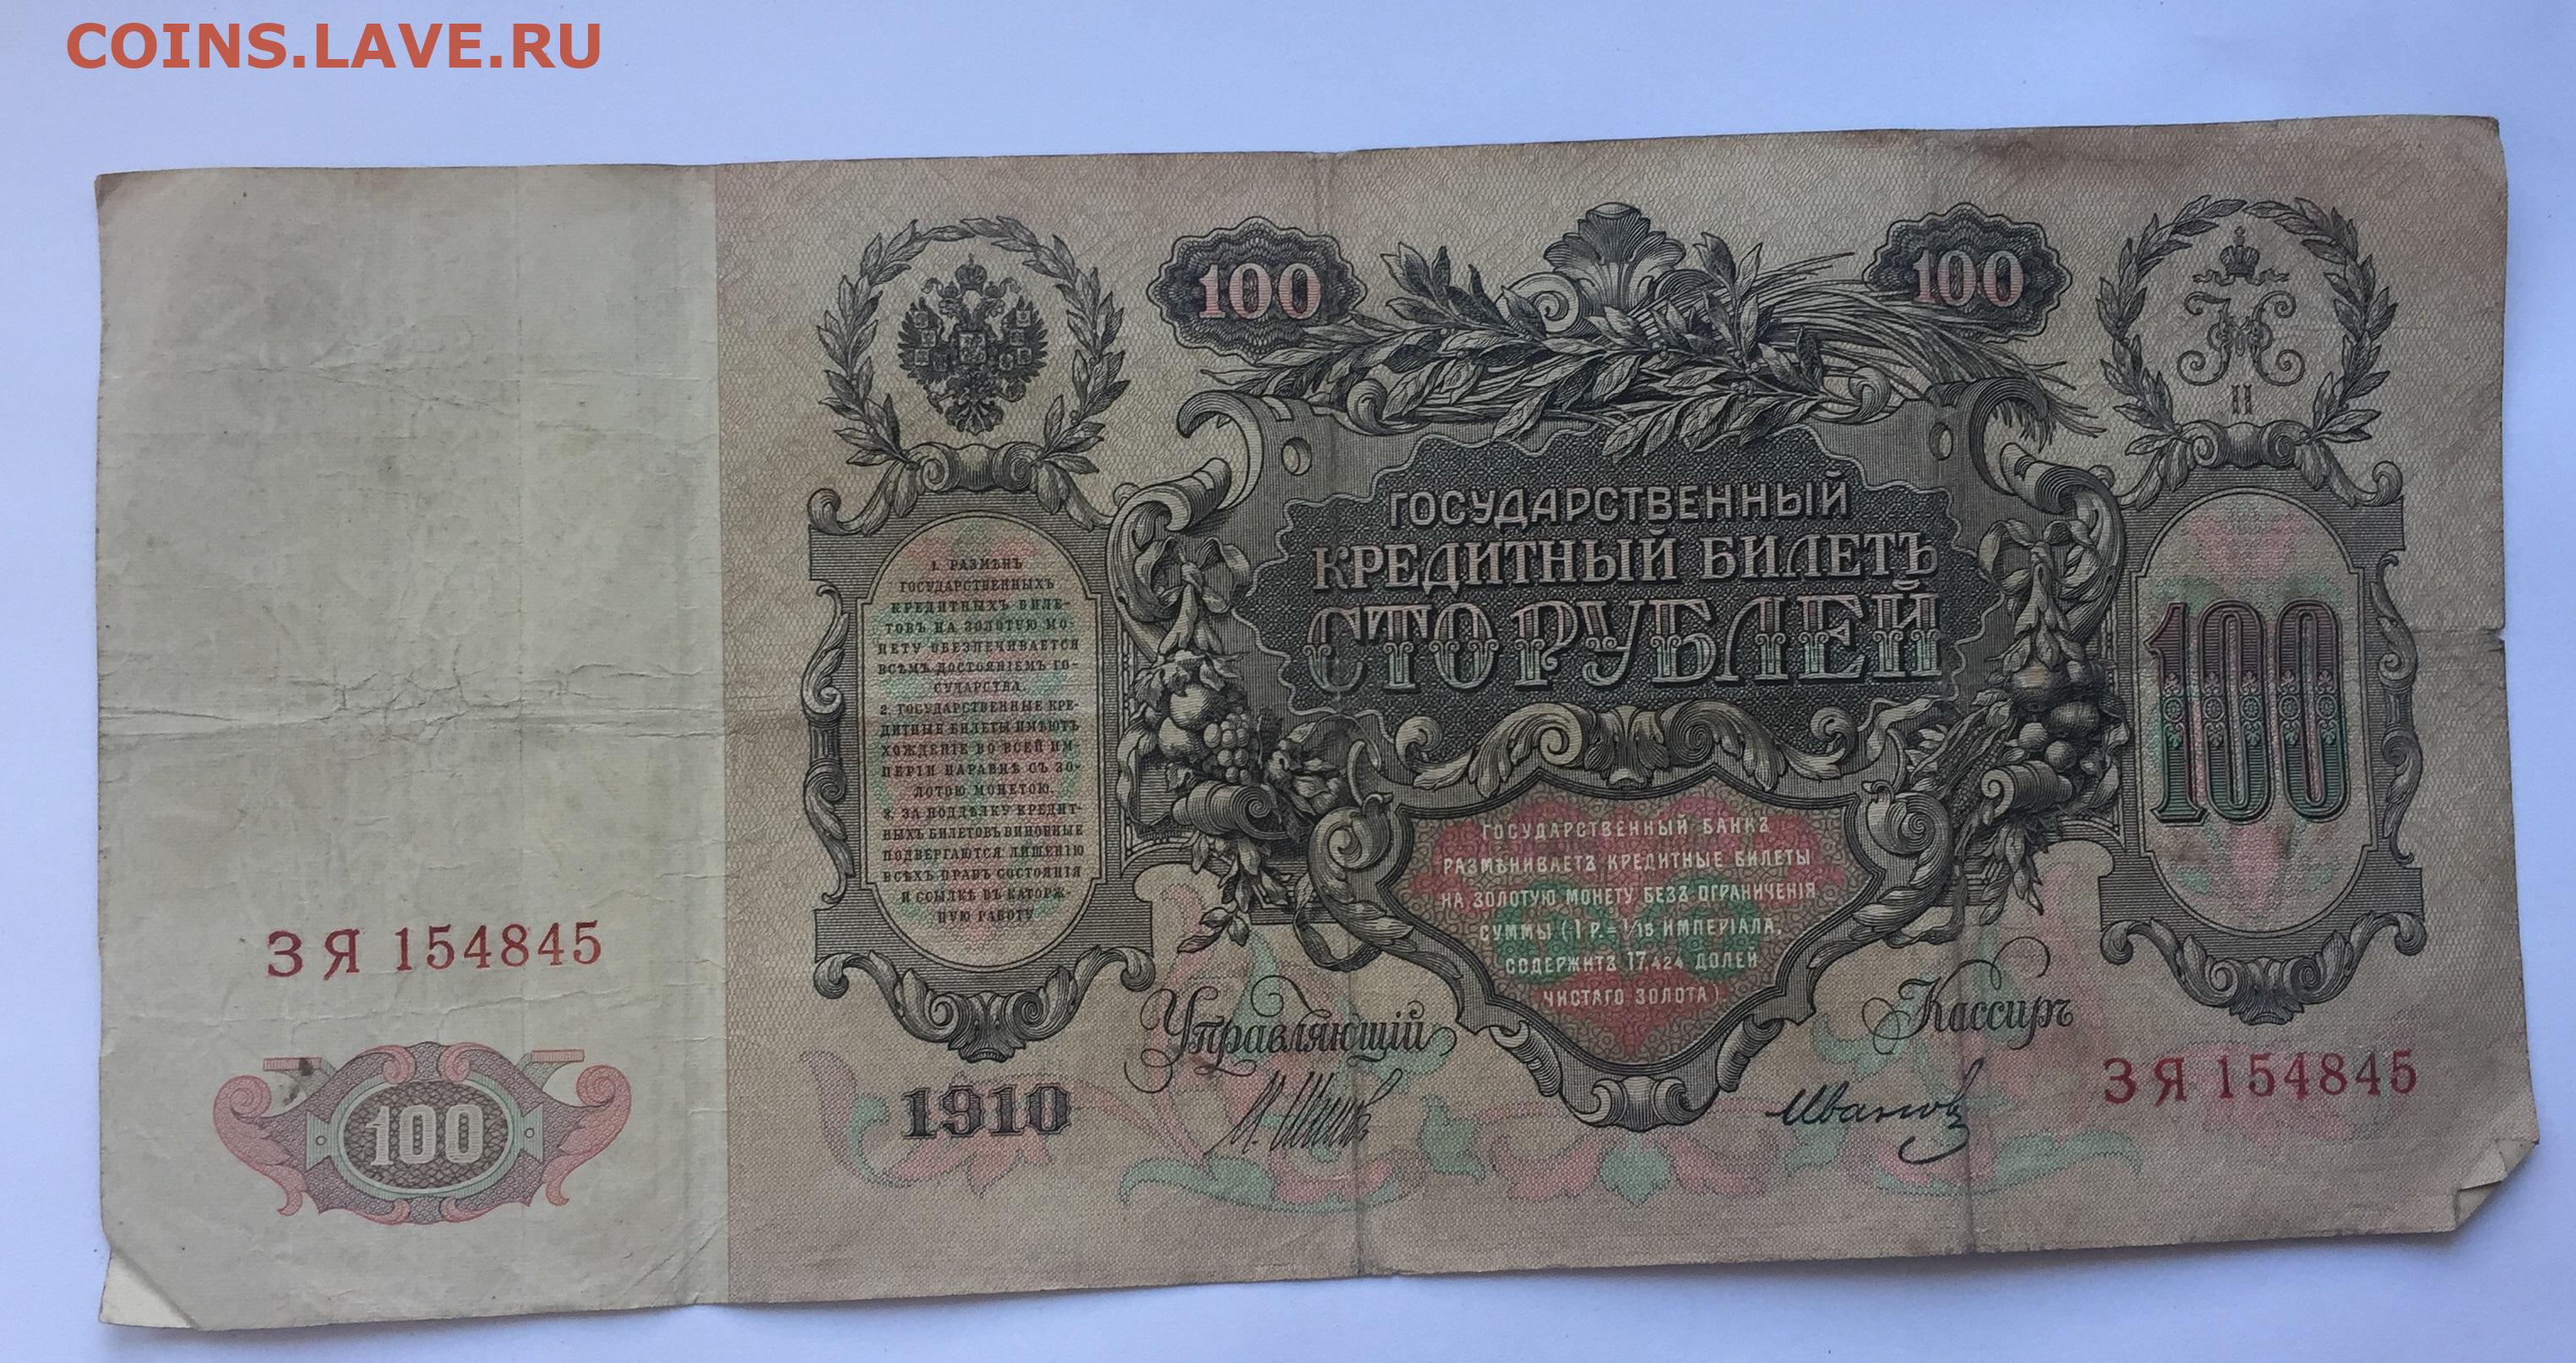 COINS.LAVE.RU
100
100
II
ГОСУДАРСТВЕННЫЙ
КРЕДИТНЫЙ БИЛЕТЪ
СТО РУБЛЕЙ
1. РАЗМѢНЪ
ГОСУДАРСТВЕННЫХЪ
КРЕДИТНЫХЪ БИЛЕ-
ТОВЪ НА ЗОЛОТУЮ МО-
НЕТУ ОБЕЗПЕЧИВАЕТСЯ
ВСѢМЪ ДОСТОЯНІЕМЪ ГО-
СУДАРСТВА.
2. ГОСУДАРСТВЕННЫЕ КРЕ-
ДИТНЫЕ БИЛЕТЫ ИМѢЮТЪ
ХОЖДЕНІЕ ВО ВСЕЙ ИМ-
ПЕРІИ НАРАВНѢ СЪ ЗО-
ЛОТОЮ МОНЕТОЮ.
3. ЗА ПОДДѢЛКУ КРЕДИТ-
НЫХЪ БИЛЕТОВЪ ВИНОВНЫЕ
ПОДВЕРГАЮТСЯ ЛИШЕНІЮ
ВСѢХЪ ПРАВЪ СОСТОЯНІЯ
И ССЫЛКѢ ВЪ КАТОРЖ-
НУЮ РАБОТУ
100
ГОСУДАРСТВЕННЫЙ БАНКЪ
РАЗМѢНИВАЕТЪ КРЕДИТНЫЕ БИЛЕТЫ
НА ЗОЛОТУЮ МОНЕТУ БЕЗЪ ОГРАНИЧЕНІЯ
СУММЫ (1 Р.= 1/15 ИМПЕРІАЛА,
СОДЕРЖИТЪ 17,424 ДОЛЕЙ
ЧИСТАГО ЗОЛОТА).
ЗЯ 154845
Управляющій
Кассиръ
1910
И. Шипов
Иванов
ЗЯ 154845
100